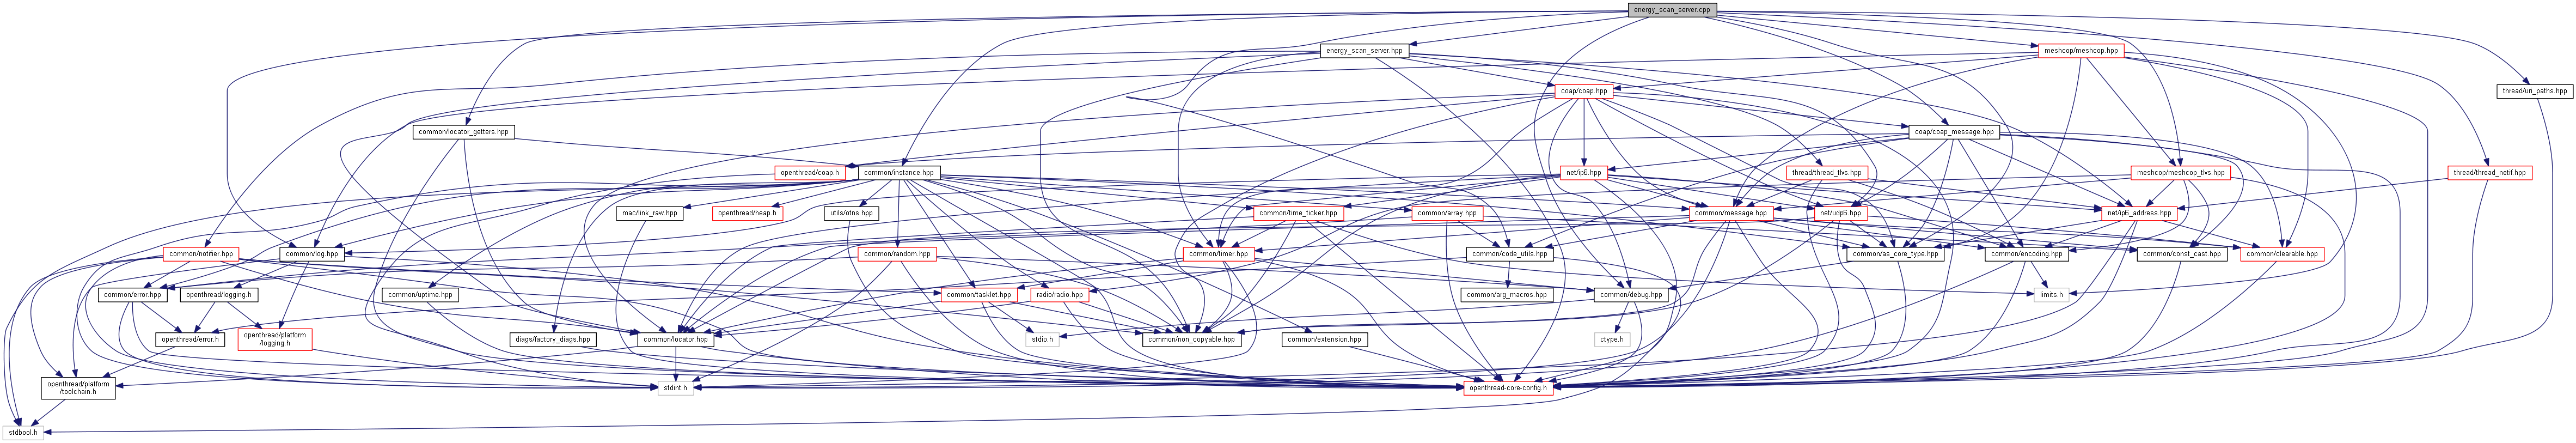 energy_scan_server.cpp
energy_scan_server.hpp
meshcop/meshcop.hpp
coap/coap.hpp
thread/uri_paths.hpp
common/locator_getters.hpp
coap/coap_message.hpp
openthread/coap.h
common/instance.hpp
net/ip6.hpp
thread/thread_tlvs.hpp
meshcop/meshcop_tlvs.hpp
thread/thread_netif.hpp
mac/link_raw.hpp
openthread/heap.h
utils/otns.hpp
common/time_ticker.hpp
common/array.hpp
common/message.hpp
net/udp6.hpp
net/ip6_address.hpp
common/notifier.hpp
common/log.hpp
common/random.hpp
common/timer.hpp
common/code_utils.hpp
common/as_core_type.hpp
common/encoding.hpp
common/const_cast.hpp
common/clearable.hpp
common/error.hpp
openthread/logging.h
common/uptime.hpp
common/tasklet.hpp
radio/radio.hpp
common/arg_macros.hpp
common/debug.hpp
limits.h
openthread/error.h
openthread/platform
/logging.h
diags/factory_diags.hpp
common/locator.hpp
stdio.h
common/non_copyable.hpp
common/extension.hpp
ctype.h
openthread/platform
/toolchain.h
stdint.h
openthread-core-config.h
stdbool.h